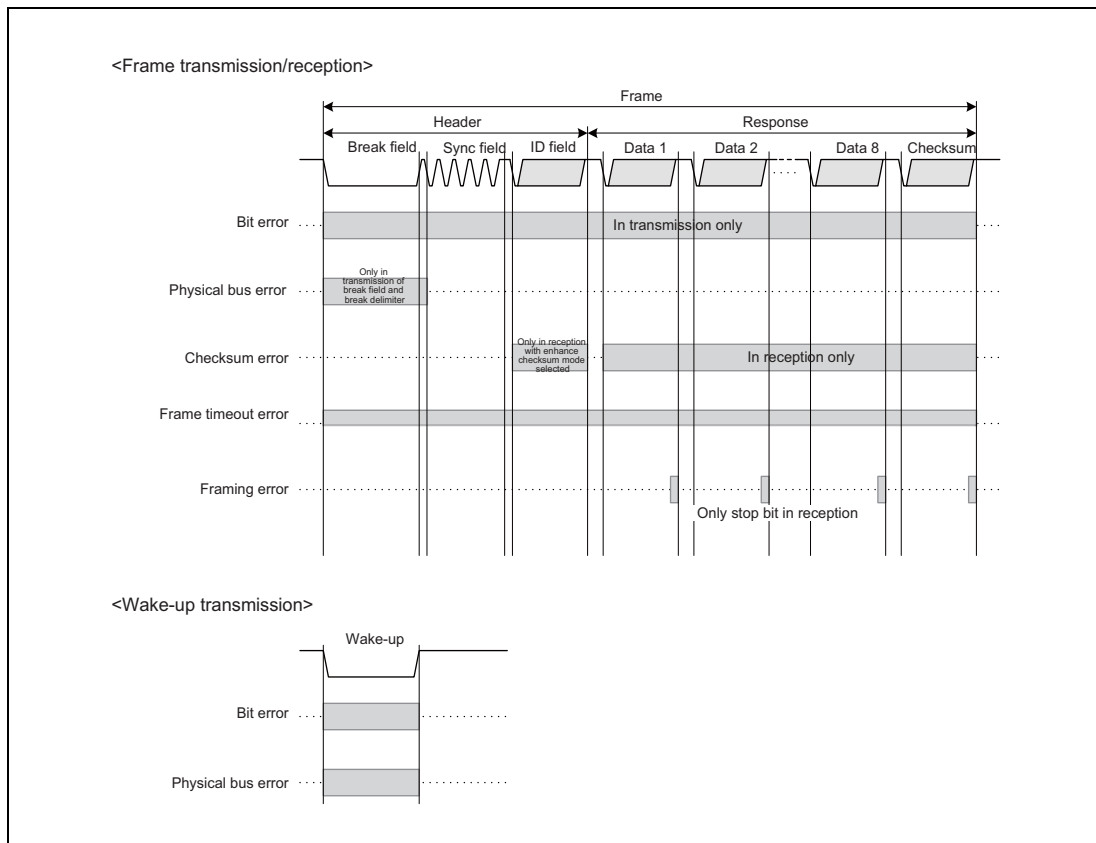 <Frame transmission/reception>
Frame
Header
Response
Break field
Sync field
ID field
Data 1
Data 2
Data 8
Checksum
Bit error
In transmission only
Physical bus error
Only in
transmission of
break field and
break delimiter
Checksum error
Only in reception
with enhance
checksum mode
selected
In reception only
Frame timeout error
Framing error
Only stop bit in reception
<Wake-up transmission>
Wake-up
Bit error
Physical bus error